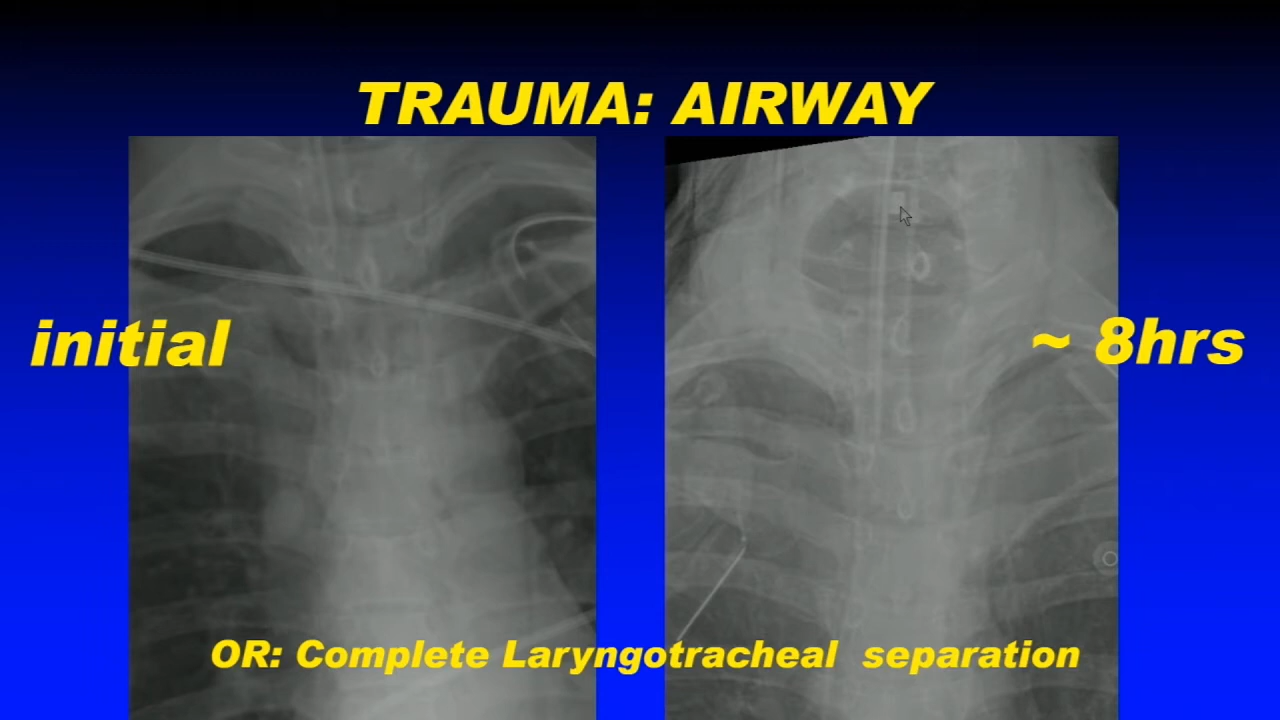 TRAUMA: AIRWAY
initial
~ 8hrs
OR: Complete Laryngotracheal separation